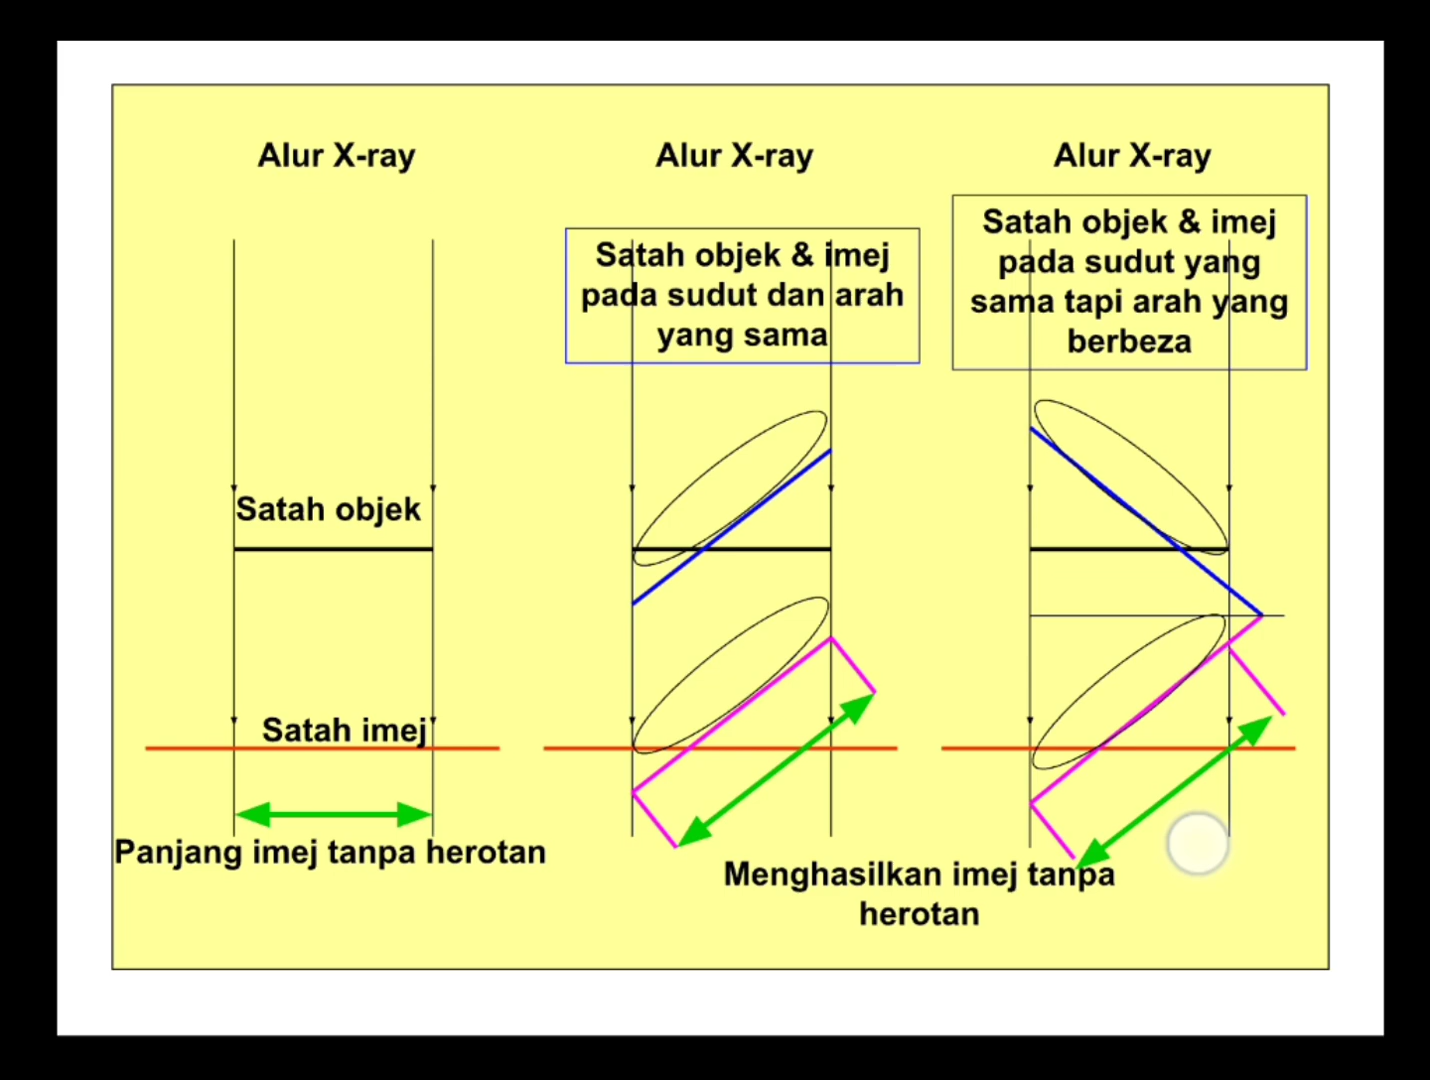 Alur X-ray
Alur X-ray
Alur X-ray
Satah objek & imej
pada sudut dan arah
yang sama
Satah objek & imej
pada sudut yang
sama tapi arah yang
berbeza
Satah objek
Satah imej
Panjang imej tanpa herotan
Menghasilkan imej tanpa
herotan